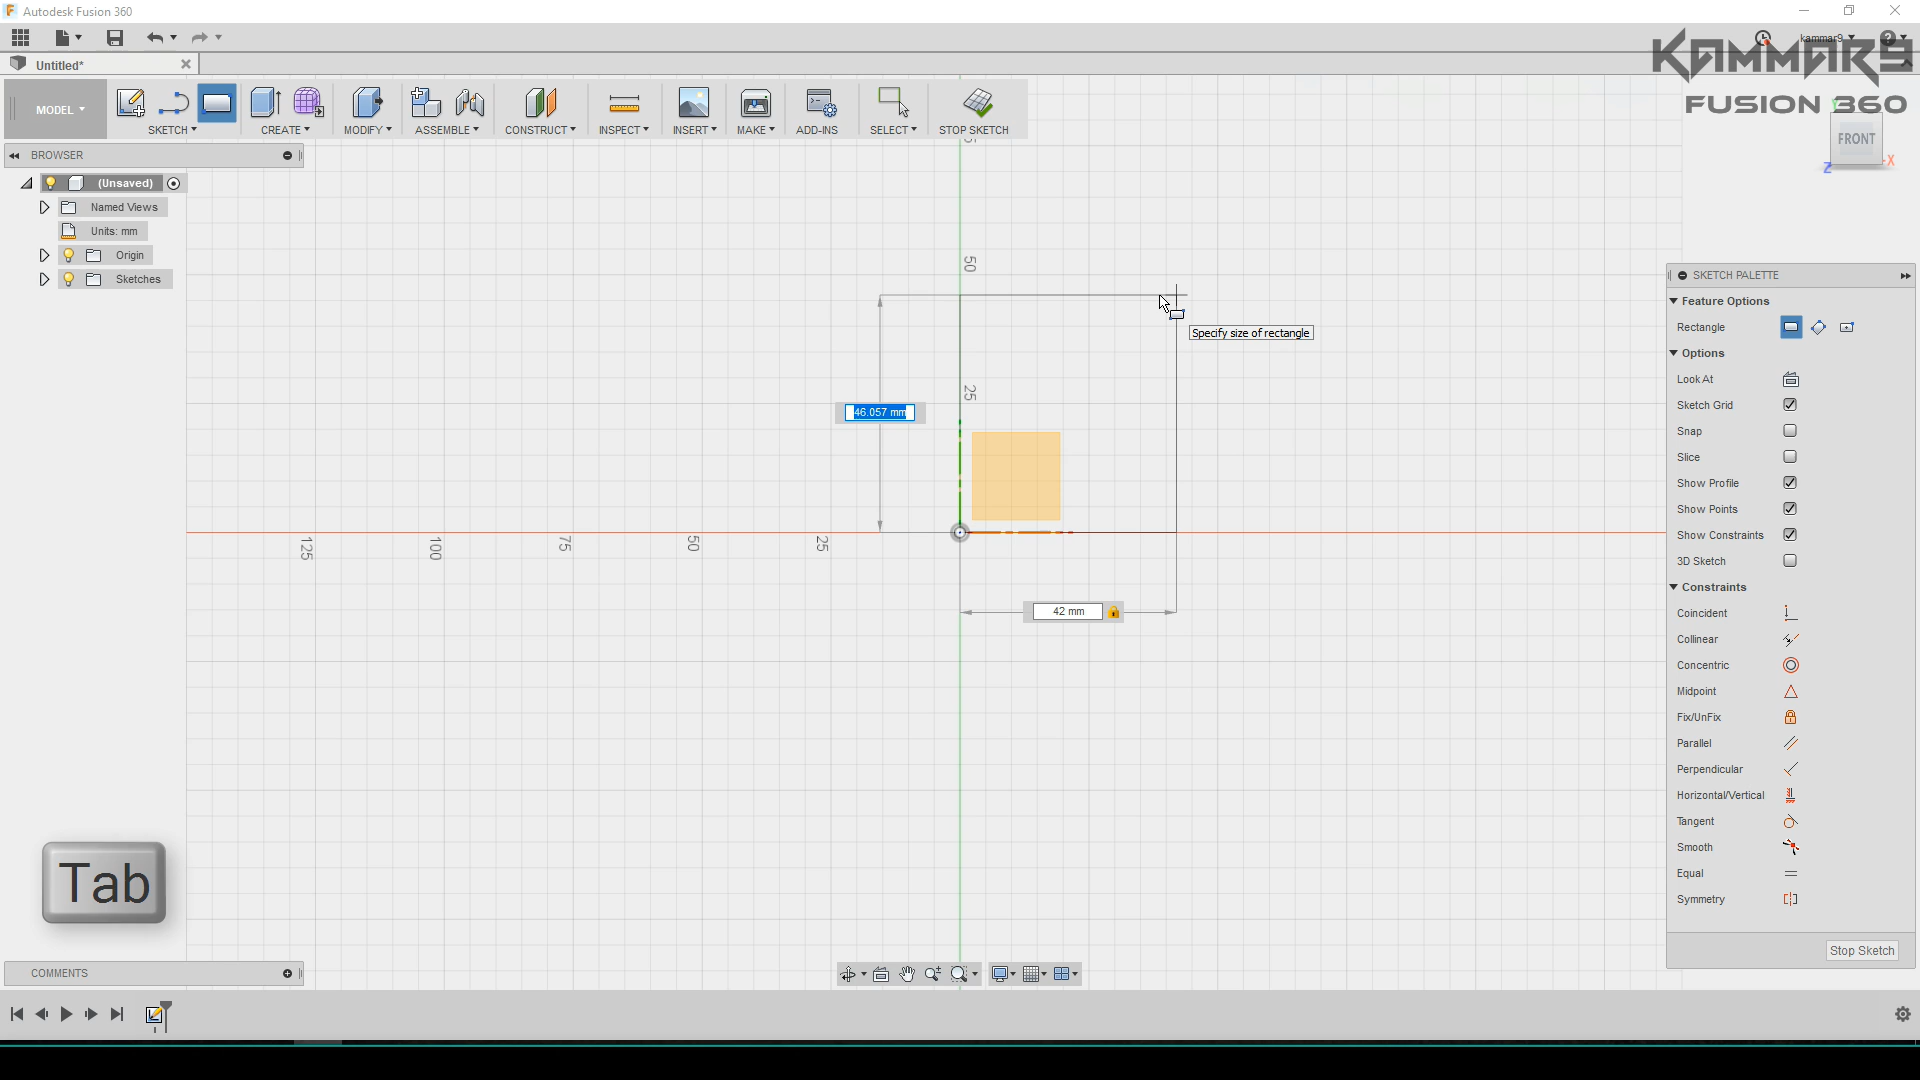 Autodesk Fusion 360
kammar9
KAMMAR9
FUSION 360
Untitled*
MODEL
SKETCH
CREATE
MODIFY
ASSEMBLE
CONSTRUCT
INSPECT
INSERT
MAKE
ADD-INS
SELECT
STOP SKETCH
FRONT
Y
X
Z
BROWSER
(Unsaved)
Named Views
Units: mm
Origin
Sketches
50
25
Specify size of rectangle
46.057 mm
125
100
75
50
25
42 mm
SKETCH PALETTE
Feature Options
Rectangle
Options
Look At
Sketch Grid
Snap
Slice
Show Profile
Show Points
Show Constraints
3D Sketch
Constraints
Coincident
Collinear
Concentric
Midpoint
Fix/UnFix
Parallel
Perpendicular
Horizontal/Vertical
Tangent
Smooth
Equal
Symmetry
Stop Sketch
Tab
COMMENTS